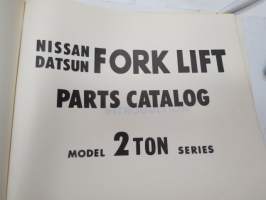 NISSAN
DATSUN FORK LIFT
PARTS CATALOG
MODEL 2 TON SERIES